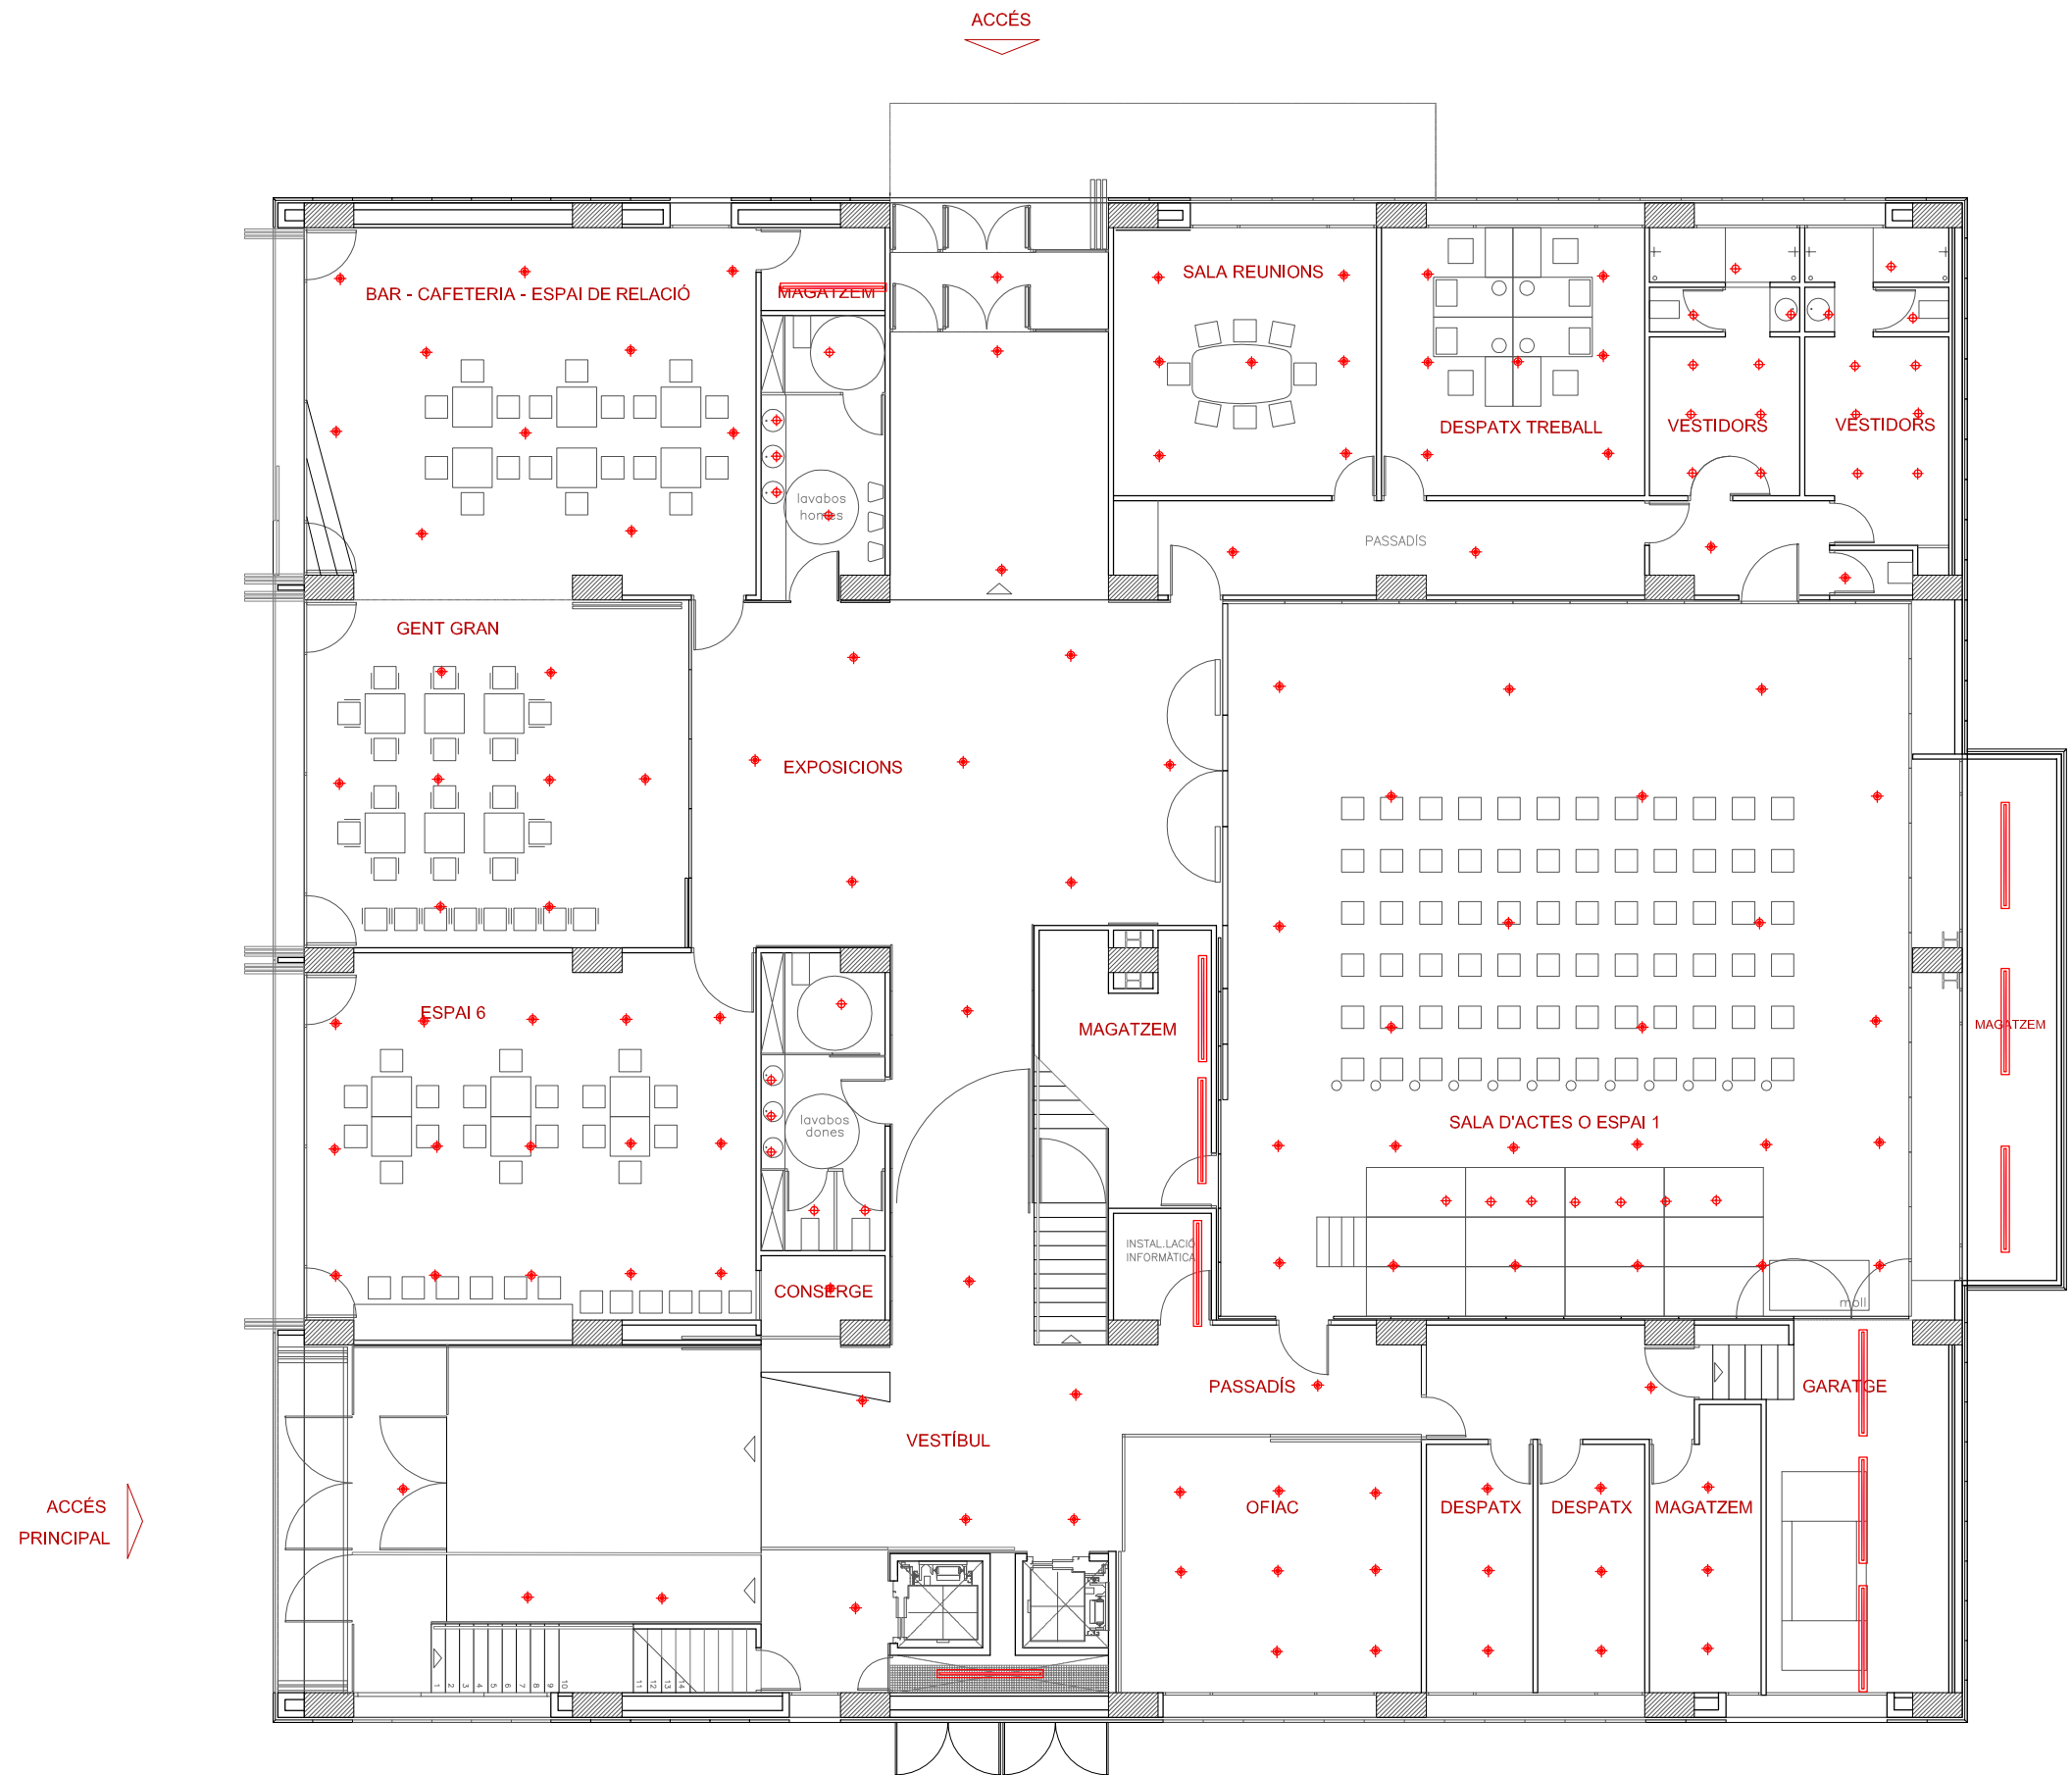 ACCÉS
SALA REUNIONS
BAR - CAFETERIA - ESPAI DE RELACIÓ
MAGATZEM
DESPATX TREBALL
VESTIDORS
VESTIDORS
lavabos
homes
PASSADÍS
GENT GRAN
EXPOSICIONS
ESPAI 6
MAGATZEM
MAGATZEM
lavabos
dones
SALA D'ACTES O ESPAI 1
INSTAL.LACIÓ
INFORMÀTICA
CONSERGE
moll
PASSADÍS
GARATGE
VESTÍBUL
ACCÉS
PRINCIPAL
OFIAC
DESPATX
DESPATX
MAGATZEM
1 2 3 4 5 6 7 8 9 10
11 12 13 14